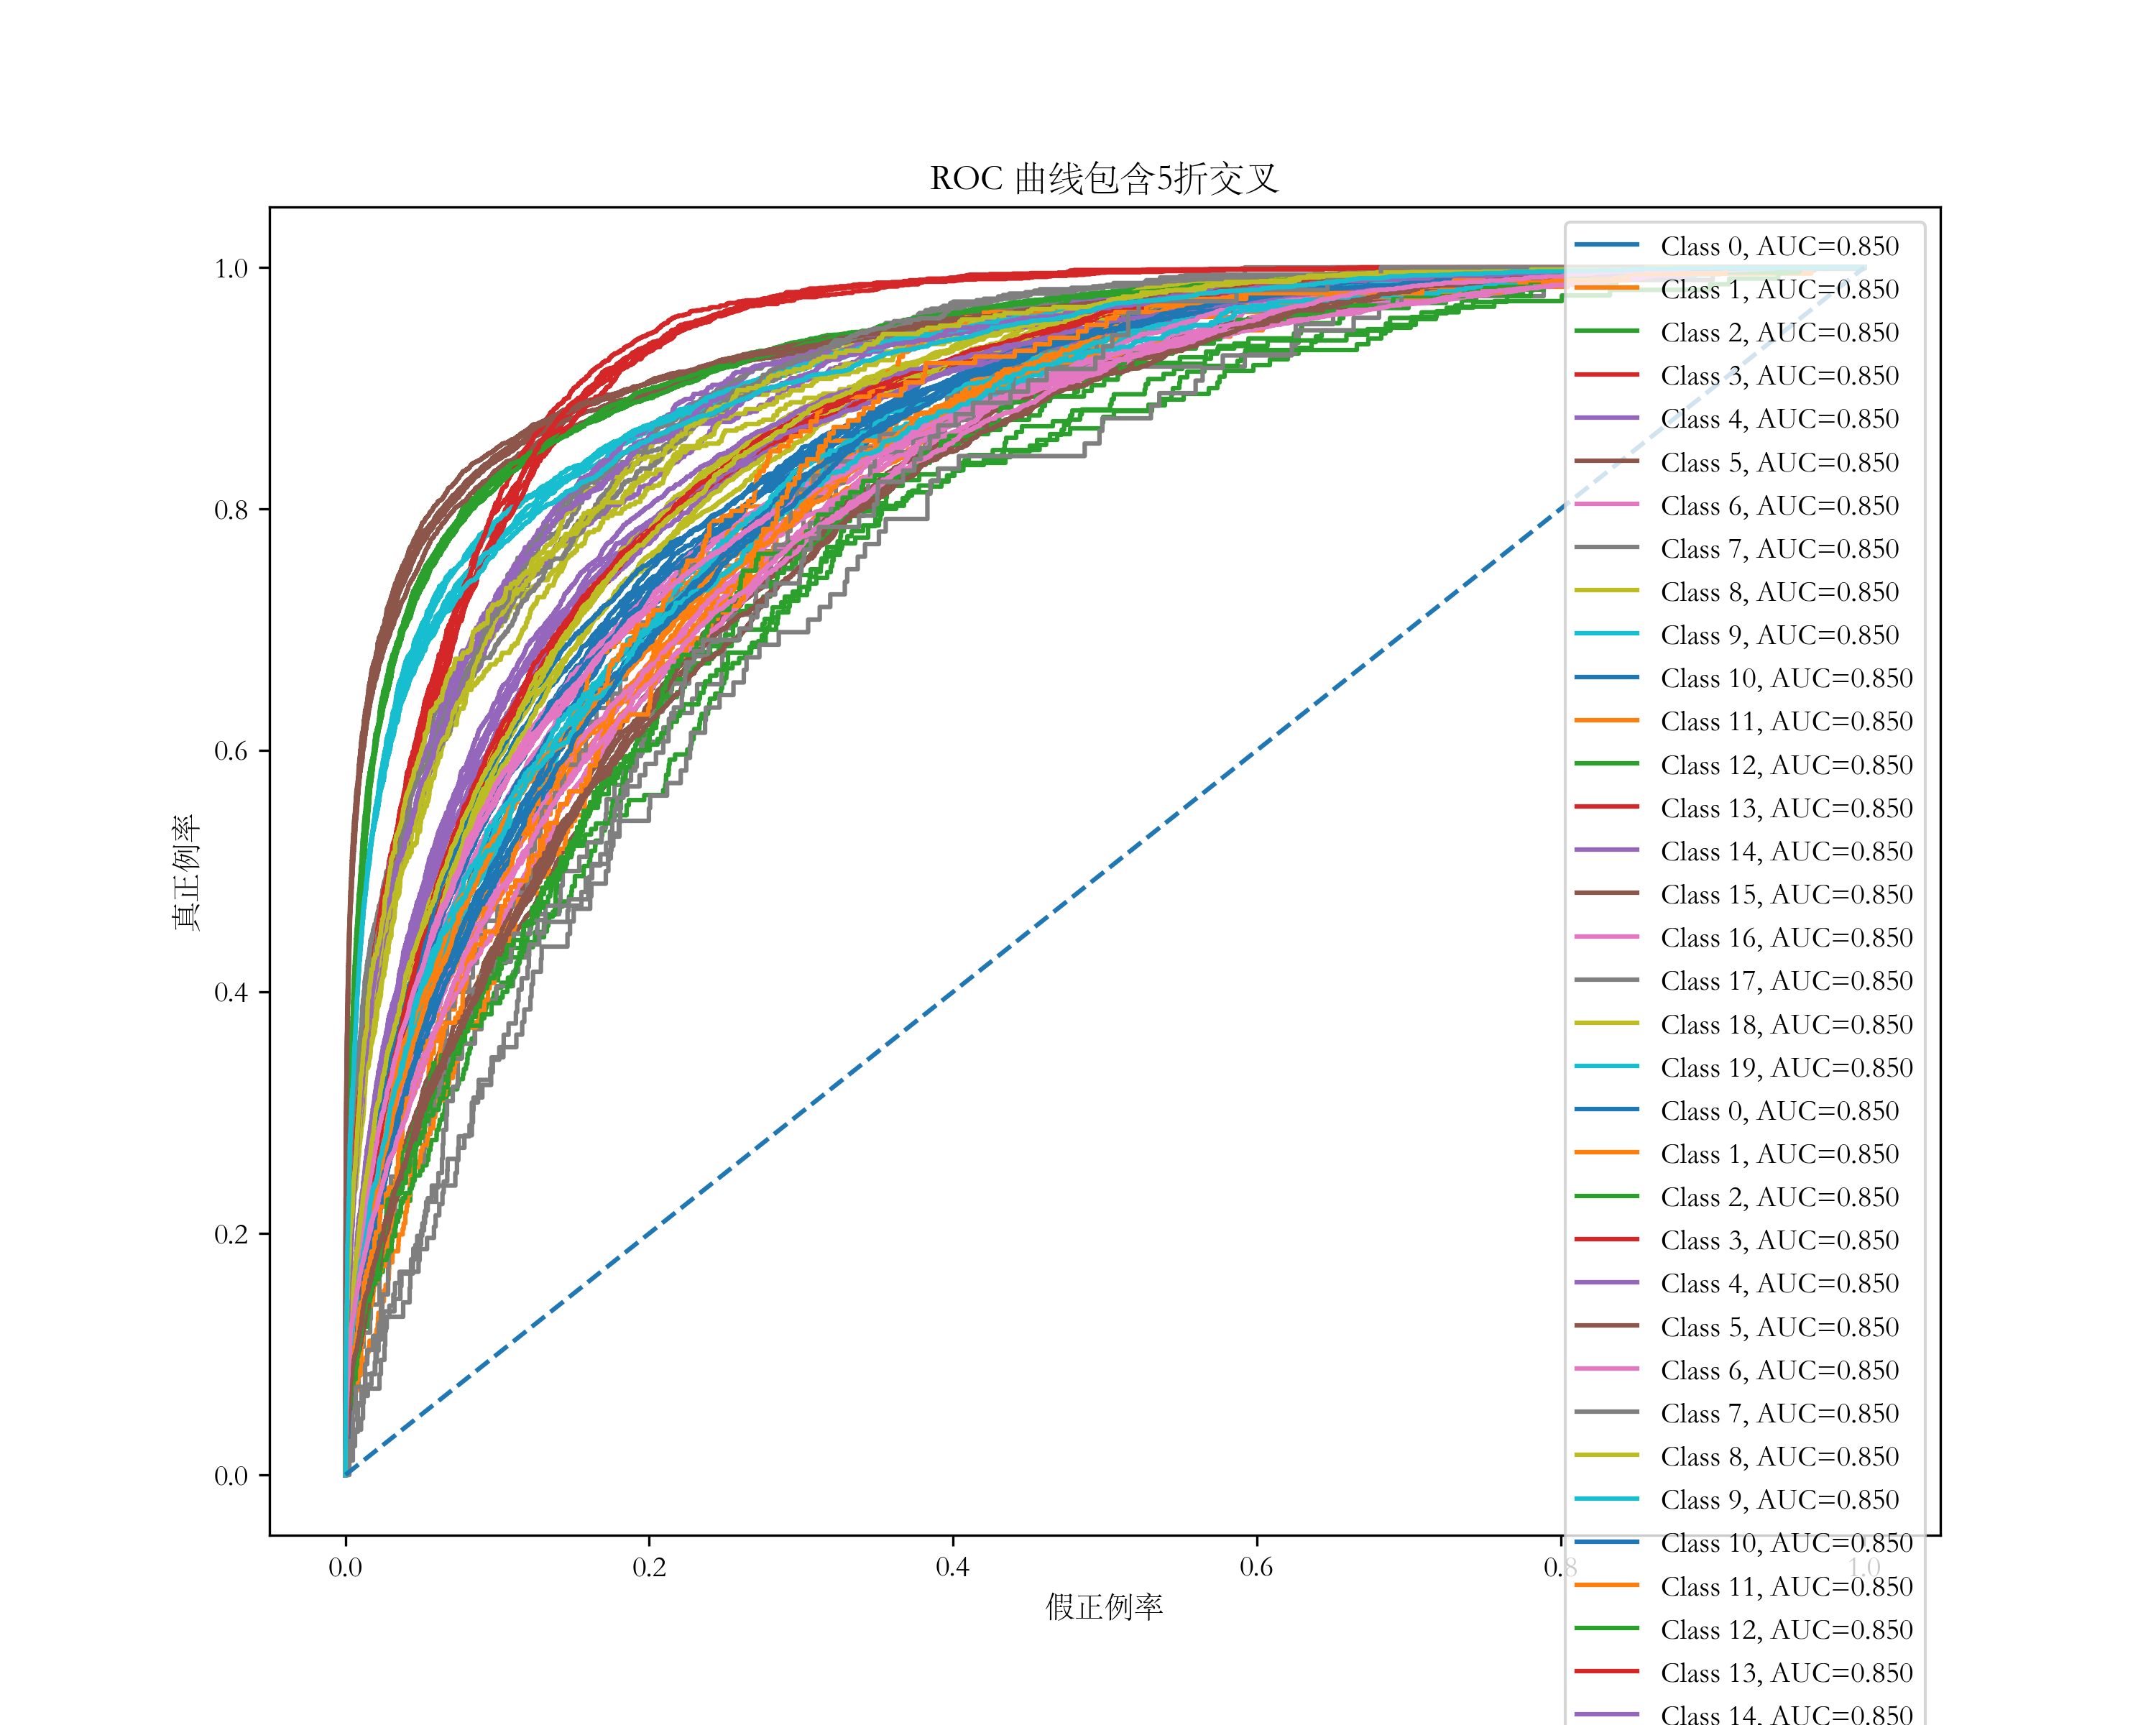 ROC 曲线包含5折交叉
真正例率
1.0
0.8
0.6
0.4
0.2
0.0
0.0
0.2
0.4
0.6
0.8
1.0
假正例率
Class 0, AUC=0.850
Class 1, AUC=0.850
Class 2, AUC=0.850
Class 3, AUC=0.850
Class 4, AUC=0.850
Class 5, AUC=0.850
Class 6, AUC=0.850
Class 7, AUC=0.850
Class 8, AUC=0.850
Class 9, AUC=0.850
Class 10, AUC=0.850
Class 11, AUC=0.850
Class 12, AUC=0.850
Class 13, AUC=0.850
Class 14, AUC=0.850
Class 15, AUC=0.850
Class 16, AUC=0.850
Class 17, AUC=0.850
Class 18, AUC=0.850
Class 19, AUC=0.850
Class 0, AUC=0.850
Class 1, AUC=0.850
Class 2, AUC=0.850
Class 3, AUC=0.850
Class 4, AUC=0.850
Class 5, AUC=0.850
Class 6, AUC=0.850
Class 7, AUC=0.850
Class 8, AUC=0.850
Class 9, AUC=0.850
Class 10, AUC=0.850
Class 11, AUC=0.850
Class 12, AUC=0.850
Class 13, AUC=0.850
Class 14, AUC=0.850